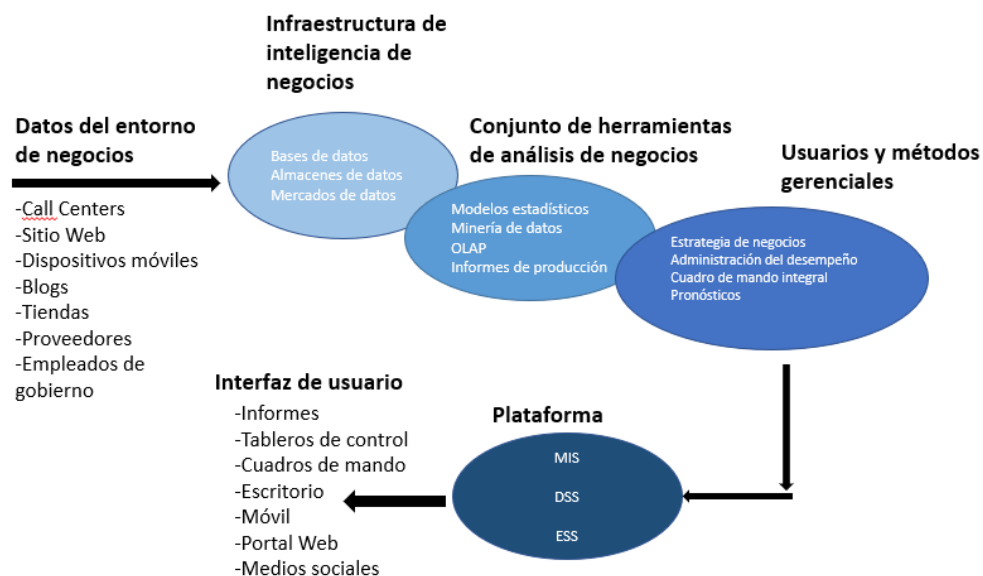 Infraestructura de
inteligencia de
negocios
Datos del entorno
de negocios
-Call Centers
-Sitio Web
-Dispositivos móviles
-Blogs
-Tiendas
-Proveedores
-Empleados de
gobierno
Bases de datos
Almacenes de datos
Mercados de datos
Conjunto de herramientas
de análisis de negocios
Modelos estadísticos
Minería de datos
OLAP
Informes de producción
Usuarios y métodos
gerenciales
Estrategia de negocios
Administración del desempeño
Cuadro de mando integral
Pronósticos
Plataforma
MIS
DSS
ESS
Interfaz de usuario
-Informes
-Tableros de control
-Cuadros de mando
-Escritorio
-Móvil
-Portal Web
-Medios sociales